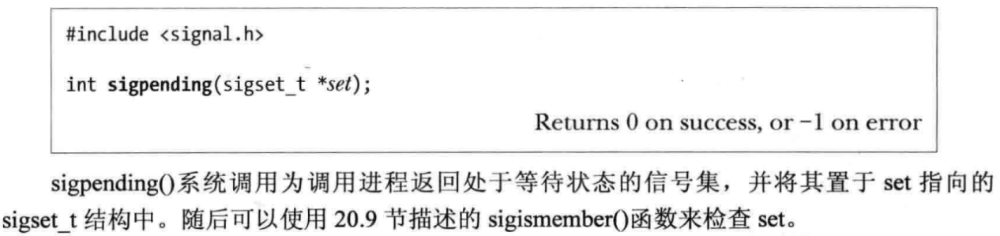 #include <signal.h>
int sigpending(sigset_t *set);
Returns 0 on success, or −1 on error
sigpending()系统调用为调用进程返回处于等待状态的信号集，并将其置于 set 指向的
sigset_t 结构中。随后可以使用 20.9 节描述的 sigismember()函数来检查 set。